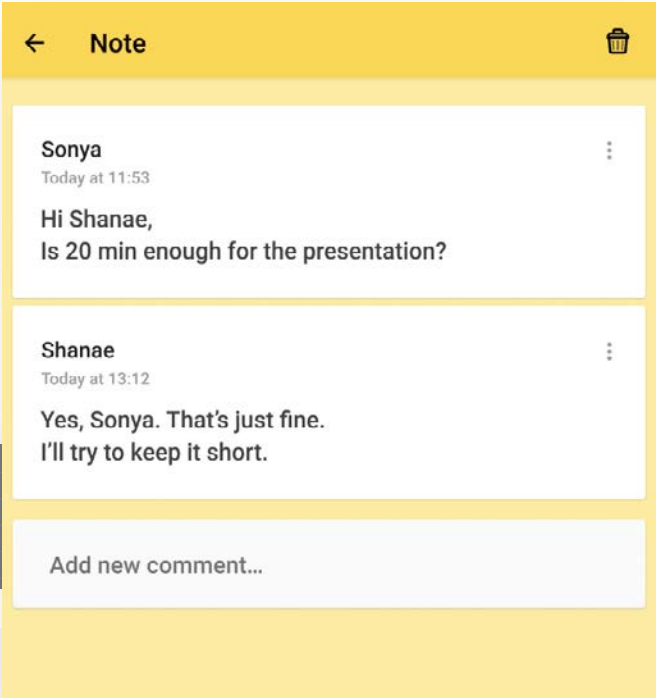 Note
Sonya
Today at 11:53
Hi Shanae,
Is 20 min enough for the presentation?
Shanae
Today at 13:12
Yes, Sonya. That’s just fine.
I’ll try to keep it short.
Add new comment...